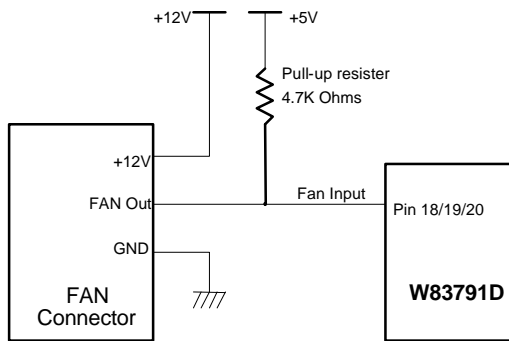 +12V
+5V
Pull-up resister
4.7K Ohms
+12V
FAN Out
Fan Input
Pin 18/19/20
GND
W83791D
FAN
Connector